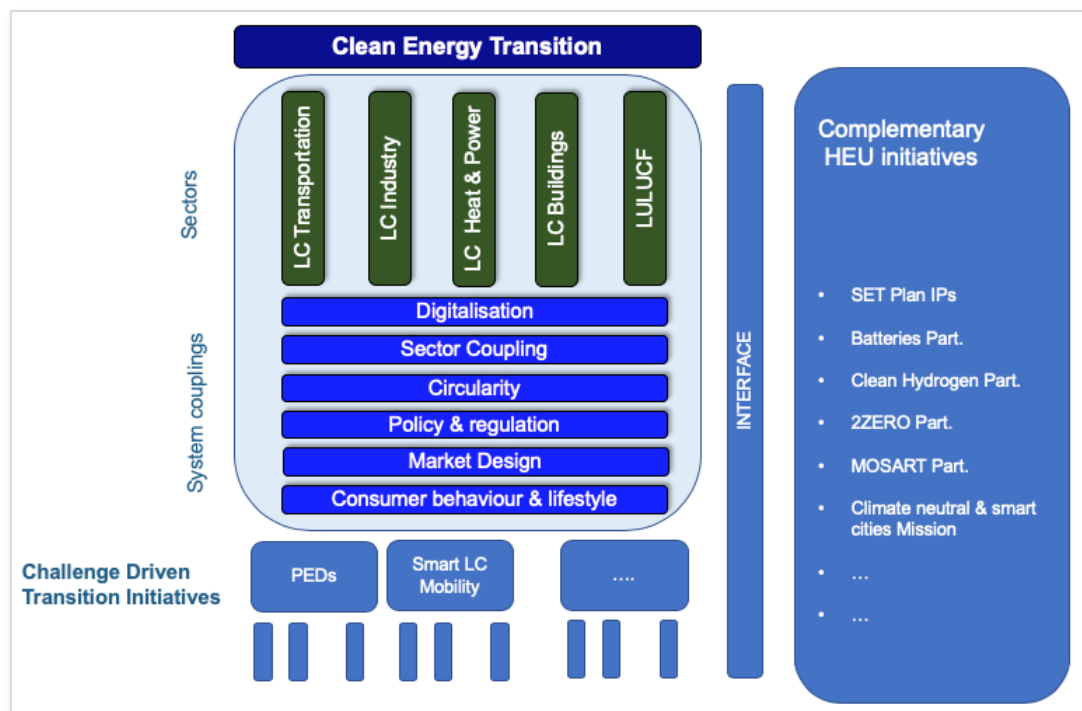 Clean Energy Transition
Sectors
LC Transportation
LC Industry
LC Heat & Power
LC Buildings
LULUCF
System couplings
Digitalisation
Sector Coupling
Circularity
Policy & regulation
Market Design
Consumer behaviour & lifestyle
Challenge Driven
Transition Initiatives
PEDs
Smart LC
Mobility
....
INTERFACE
Complementary
HEU initiatives
• SET Plan IPs
• Batteries Part.
• Clean Hydrogen Part.
• 2ZERO Part.
• MOSART Part.
• Climate neutral & smart
cities Mission
• ...
• ...